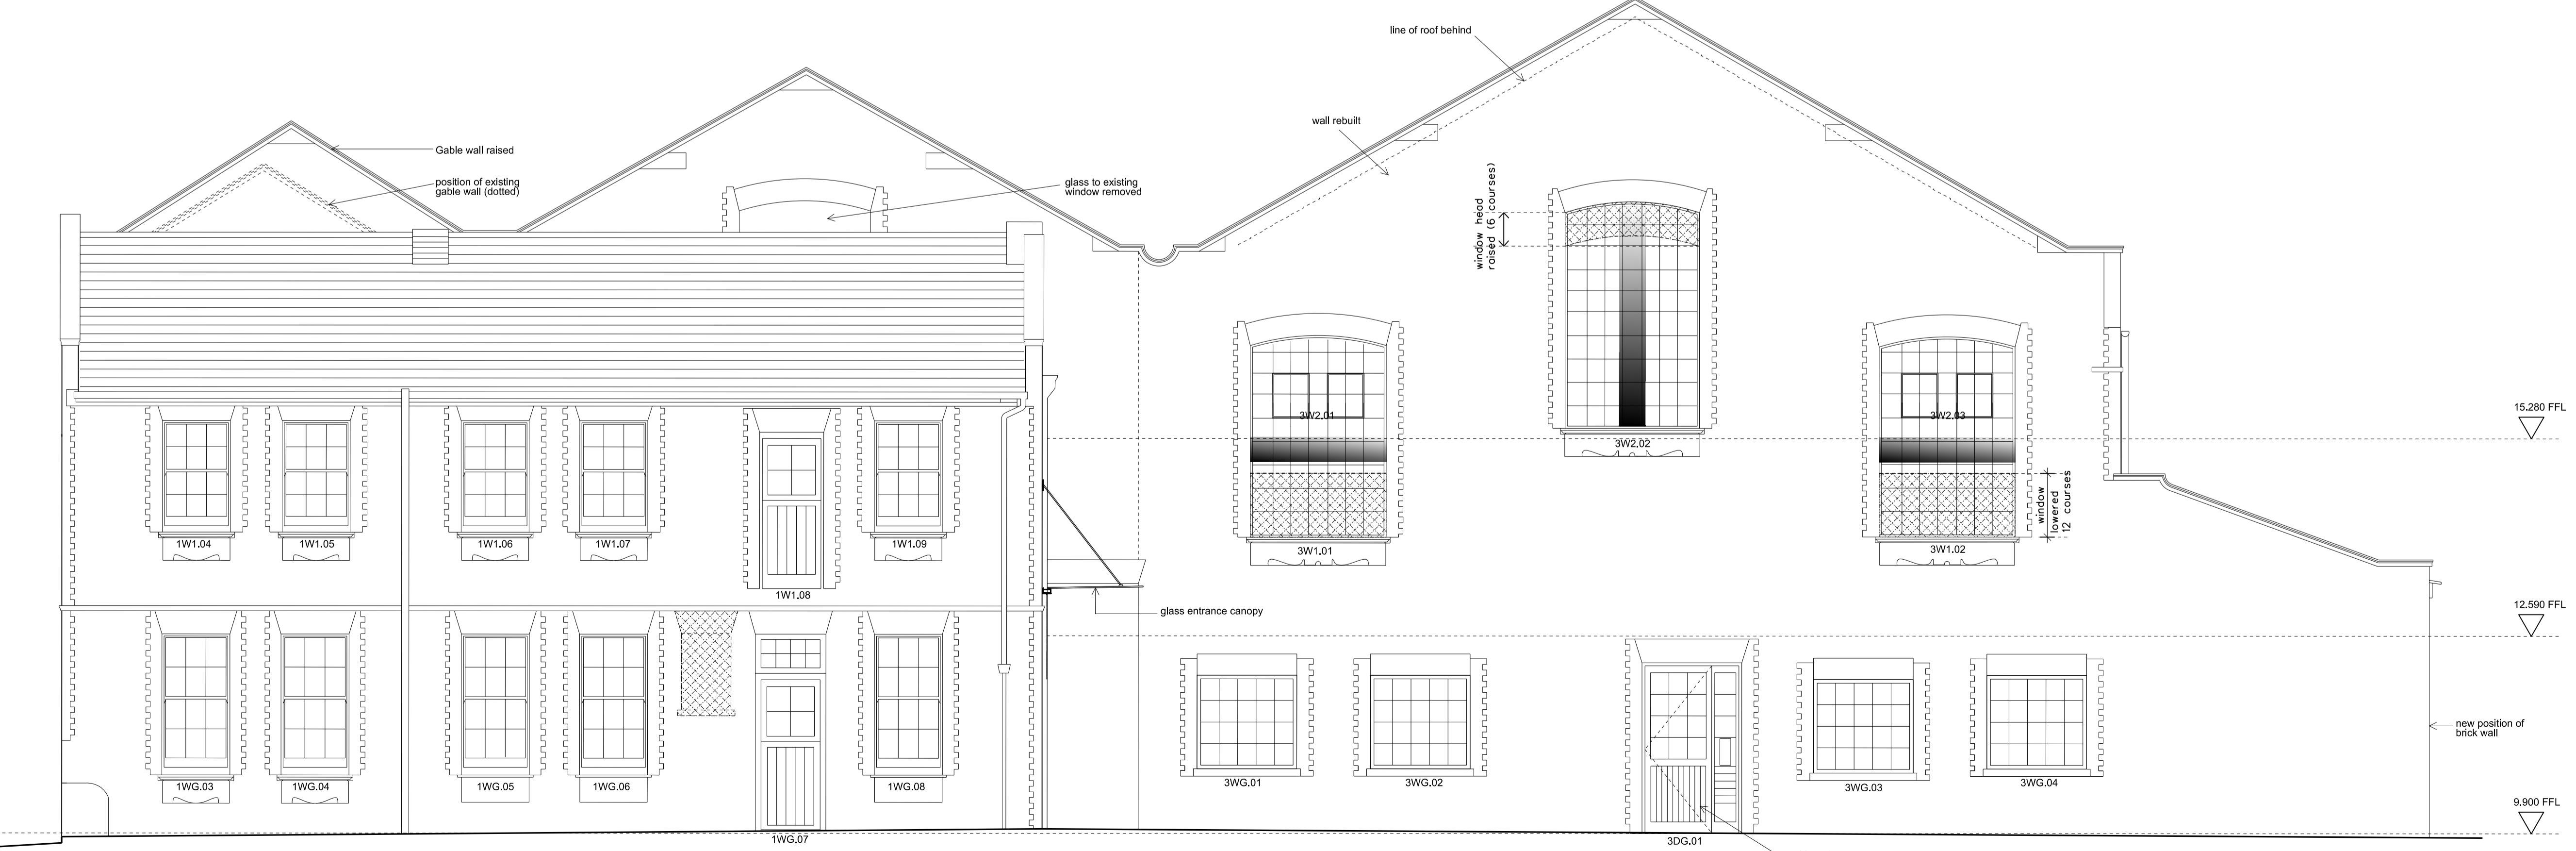 line of roof behind
wall rebuilt
Gable wall raised
position of existing
gable wall (dotted)
glass to existing
window removed
window head
raised (6 courses)
15.280 FFL
3W2.01
3W2.03
3W2.02
window
lowered
12 courses
1W1.04
1W1.05
1W1.06
1W1.07
1W1.09
3W1.01
3W1.02
1W1.08
glass entrance canopy
12.590 FFL
new position of
brick wall
1WG.03
1WG.04
1WG.05
1WG.06
1WG.08
3WG.01
3WG.02
3WG.03
3WG.04
9.900 FFL
1WG.07
3DG.01